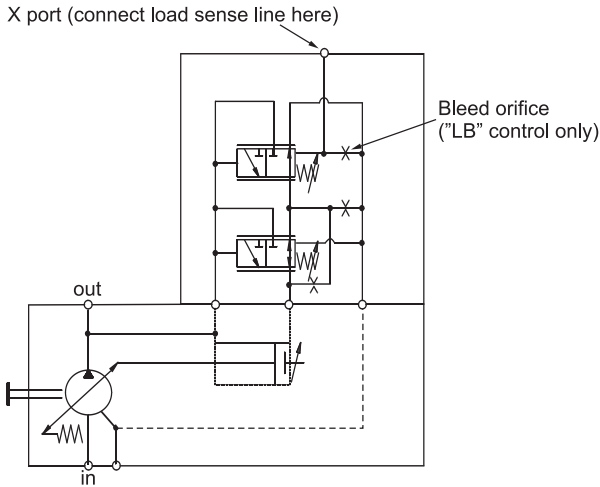 X port (connect load sense line here)
Bleed orifice
("LB" control only)
out
in